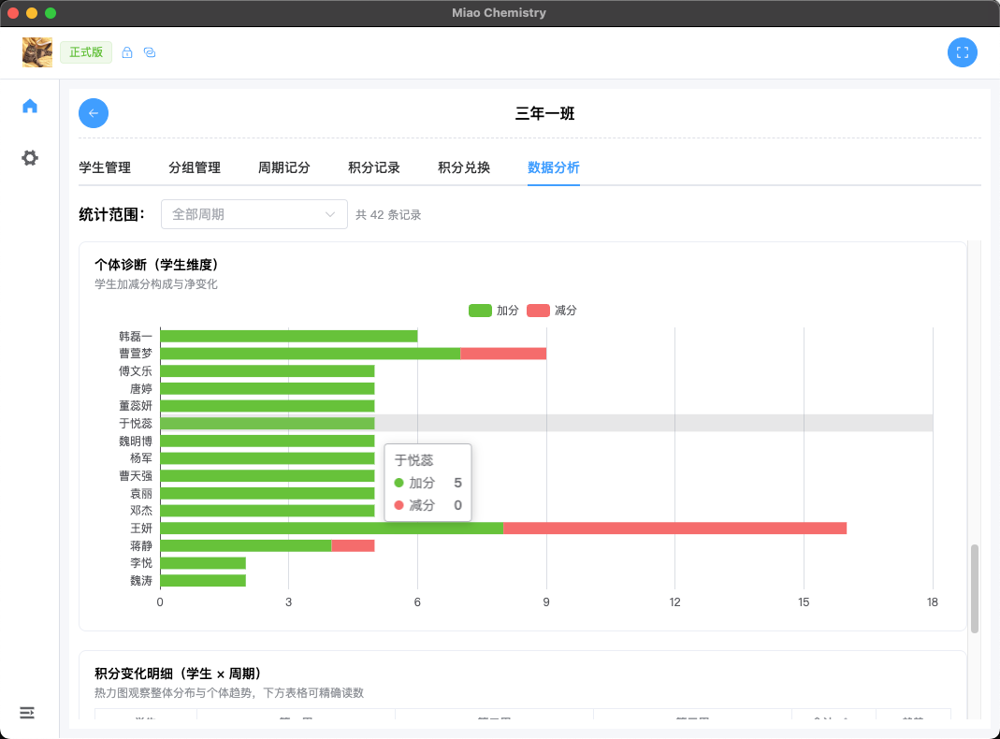 Miao Chemistry
正式版
三年一班
学生管理 分组管理 周期记分 积分记录 积分兑换 数据分析
统计范围： 全部周期 共 42 条记录
个体诊断（学生维度）
学生加减分构成与净变化
加分 减分
韩磊一
曹萱梦
傅文乐
唐婷
董蕊妍
于悦蕊
魏明博
杨军
曹天强
袁丽
邓杰
王妍
蒋静
李悦
魏涛
于悦蕊
加分 5
减分 0
0 3 6 9 12 15 18
积分变化明细（学生 × 周期）
热力图观察整体分布与个体趋势，下方表格可精确读数